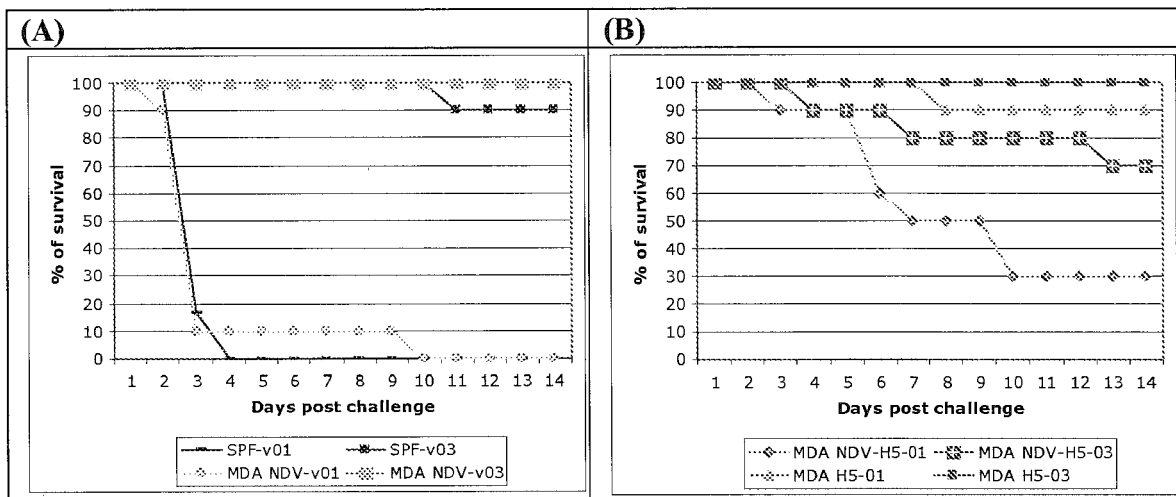 (A)
(B)
% of survival
100
90
80
70
60
50
40
30
20
10
0
1 2 3 4 5 6 7 8 9 10 11 12 13 14
Days post challenge
SPF-v01 SPF-v03
MDA NDV-v01 MDA NDV-v03
% of survival
100
90
80
70
60
50
40
30
20
10
0
1 2 3 4 5 6 7 8 9 10 11 12 13 14
Days post challenge
MDA NDV-H5-01 MDA NDV-H5-03
MDA H5-01 MDA H5-03